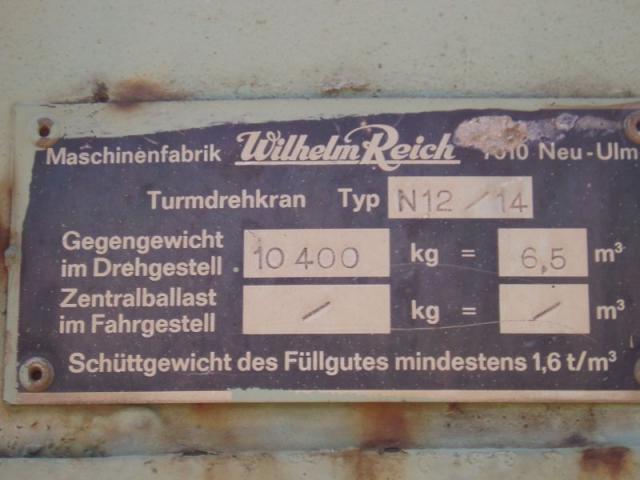 Maschinenfabrik Wilhelm Reich 7910 Neu-Ulm
Turmdrehkran Typ N12 / 14
Gegengewicht
im Drehgestell 10 400 kg = 6,5 m³
Zentralballast
im Fahrgestell / kg = / m³
Schüttgewicht des Füllgutes mindestens 1,6 t/m³